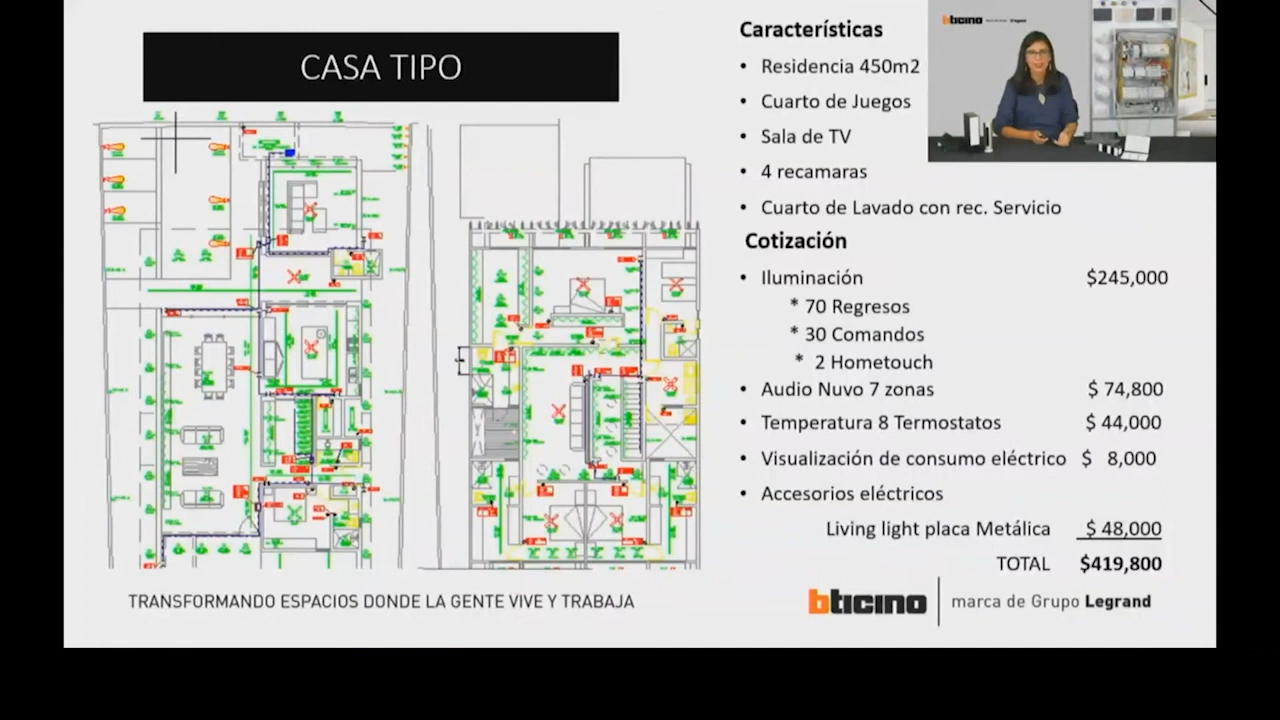 CASA TIPO
Características
• Residencia 450m2
• Cuarto de Juegos
• Sala de TV
• 4 recamaras
• Cuarto de Lavado con rec. Servicio
Cotización
• Iluminación $245,000
* 70 Regresos
* 30 Comandos
* 2 Hometouch
• Audio Nuvo 7 zonas $ 74,800
• Temperatura 8 Termostatos $ 44,000
• Visualización de consumo eléctrico $ 8,000
• Accesorios eléctricos
Living light placa Metálica $ 48,000
TOTAL $419,800
TRANSFORMANDO ESPACIOS DONDE LA GENTE VIVE Y TRABAJA
bticino marca de Grupo Legrand
bticino